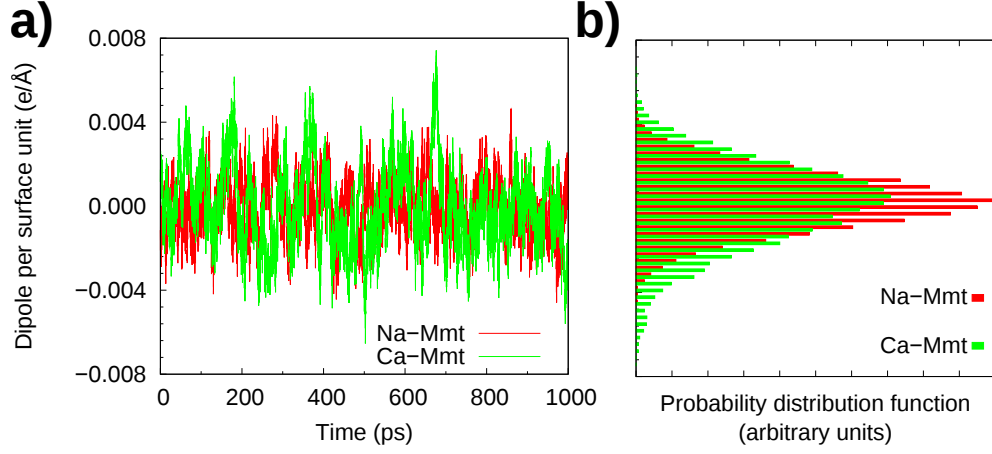 a)
b)
0.008
0.004
0.000
−0.004
−0.008
Dipole per surface unit (e/Å)
Na−Mmt
Ca−Mmt
0
200
400
600
800
1000
Time (ps)
Na−Mmt
Ca−Mmt
Probability distribution function
(arbitrary units)